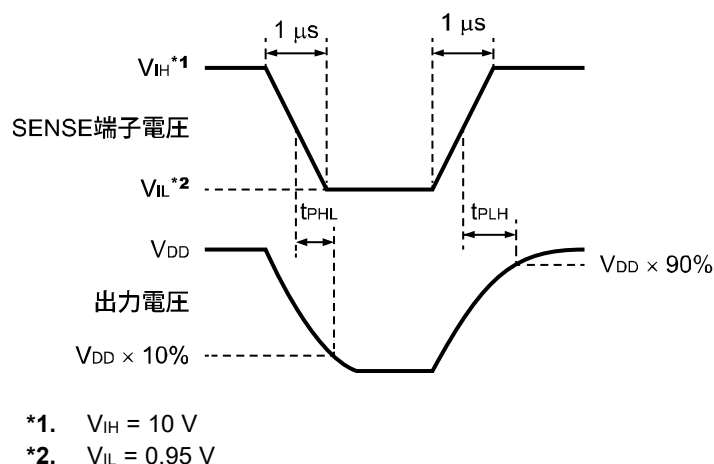 1 μs 1 μs
VIH*1
SENSE端子電圧
VIL*2
tPHL tPLH
VDD
VDD × 90%
出力電圧
VDD × 10%
*1. VIH = 10 V
*2. VIL = 0.95 V